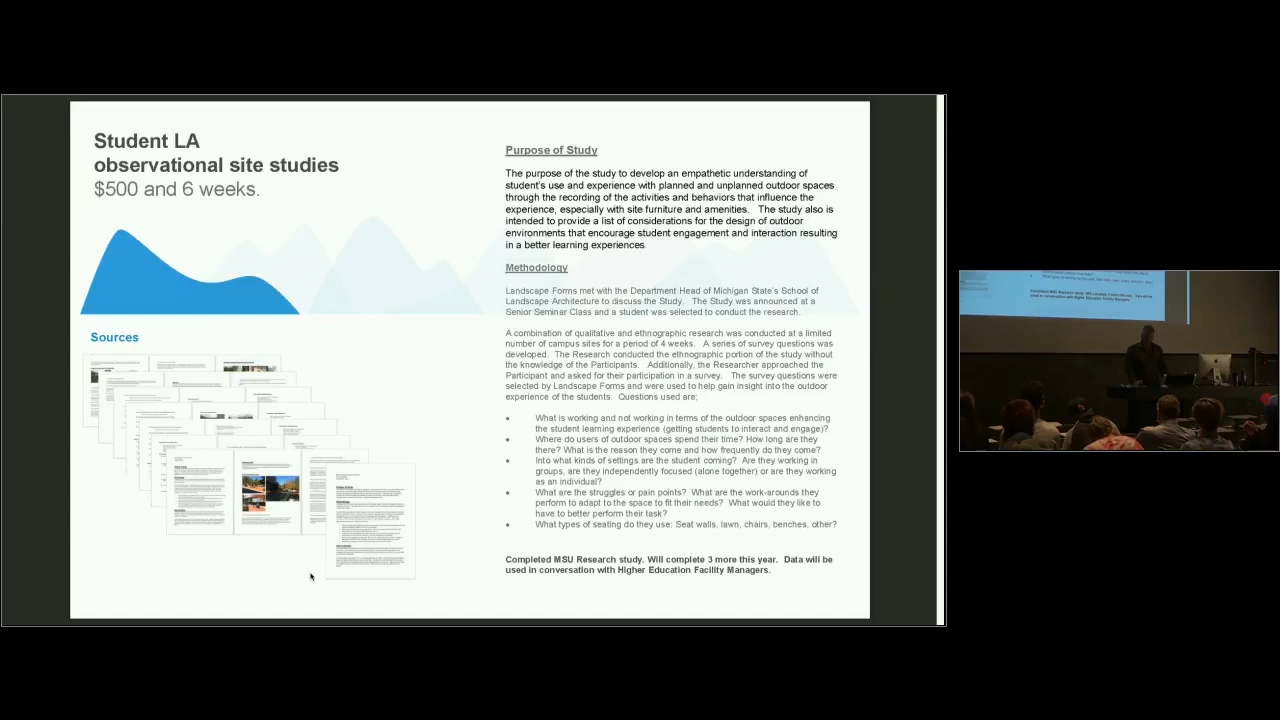 Student LA
observational site studies
$500 and 6 weeks.
Sources
Purpose of Study
The purpose of the study to develop an empathetic understanding of
student's use and experience with planned and unplanned outdoor spaces
through the recording of the activities and behaviors that influence the
experience, especially with site furniture and amenities. The study also is
intended to provide a list of considerations for the design of outdoor
environments that encourage student engagement and interaction resulting
in a better learning experiences.
Methodology
Landscape Forms met with the Department Head of Michigan State's School of
Landscape Architecture to discuss the Study. The Study was announced at a
Senior Seminar Class and a student was selected to conduct the research.
A combination of qualitative and ethnographic research was conducted at a limited
number of campus sites for a period of 4 weeks. A series of survey questions was
developed. The Research conducted the ethnographic portion of the study without
the knowledge of the Participants. Additionally, the Researcher approached the
Participant and asked for their participation in a survey. The survey questions were
selected by Landscape Forms and were used to help gain insight into the outdoor
experience of the students. Questions used are;
• What is working and not working in terms of the outdoor spaces enhancing
the student learning experience (getting students to interact and engage)?
• Where do users of outdoor spaces spend their time? How long are they
there? What is the reason they come and how frequently do they come?
• Into what kinds of settings are the student coming? Are they working in
groups, are they independently focused (alone together) or are they working
as an individual?
• What are the struggles or pain points? What are the work-arounds they
perform to adapt to the space to fit their needs? What would they like to
have to better perform their task?
• What types of seating do they use: Seat walls, lawn, chairs, benches, other?
Completed MSU Research study. Will complete 3 more this year. Data will be
used in conversation with Higher Education Facility Managers.